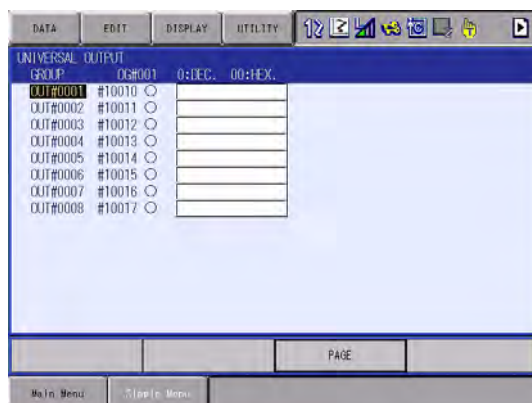 DATA EDIT DISPLAY UTILITY
UNIVERSAL OUTPUT
GROUP OG#001 0:DEC. 00:HEX.
OUT#0001 #10010
OUT#0002 #10011
OUT#0003 #10012
OUT#0004 #10013
OUT#0005 #10014
OUT#0006 #10015
OUT#0007 #10016
OUT#0008 #10017
PAGE
Main Menu Simple Menu